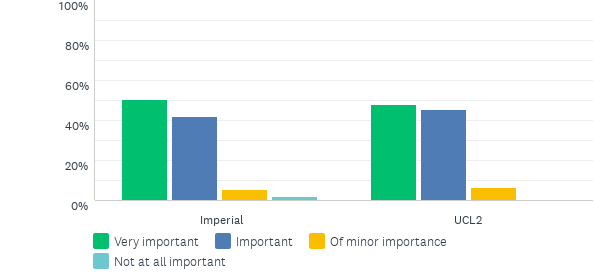 100%
80%
60%
40%
20%
0%
Imperial UCL2
Very important Important Of minor importance
Not at all important